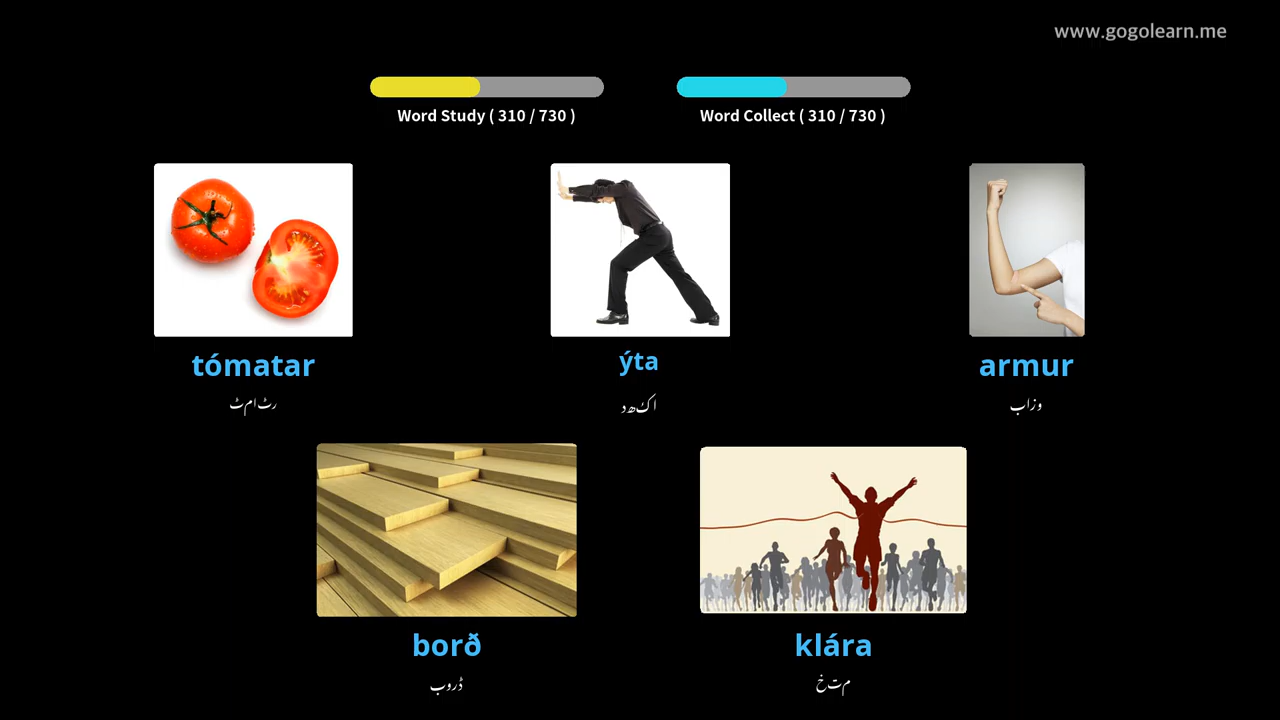 www.gogolearn.me
Word Study ( 310 / 730 )
Word Collect ( 310 / 730 )
tómatar
رٹامٹ
ýta
اکھد
armur
وزاب
borð
ڈروب
klára
متخ